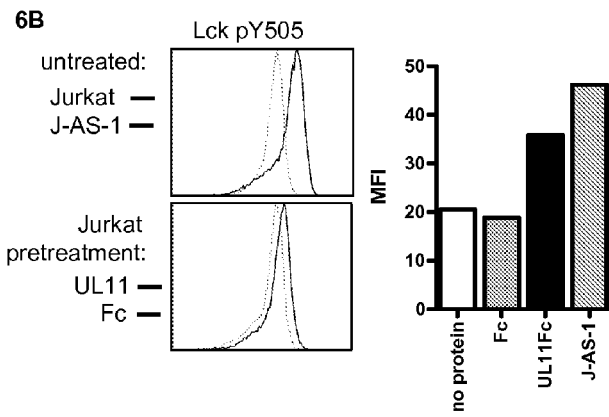 6B
Lck pY505
untreated:
Jurkat
J-AS-1
Jurkat
pretreatment:
UL11
Fc
MFI
50
40
30
20
10
0
no protein
Fc
UL11Fc
J-AS-1